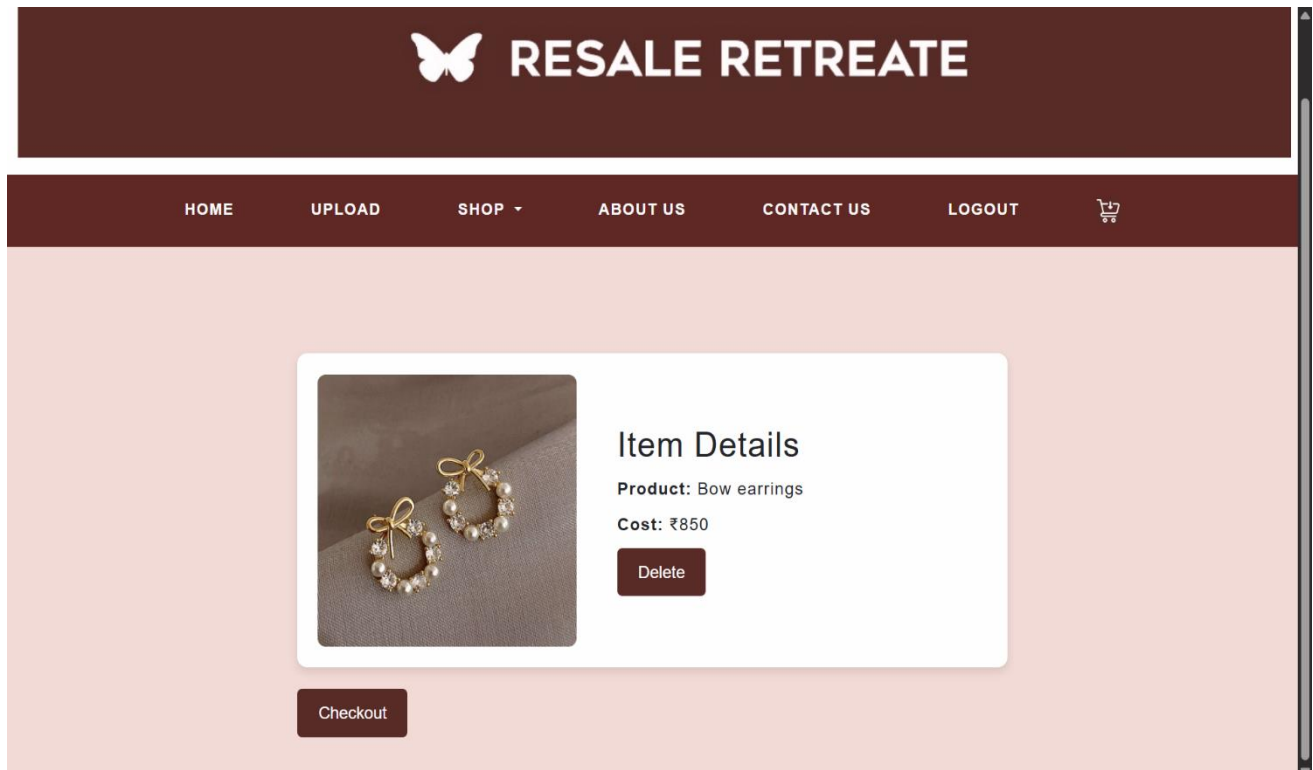 RESALE RETREATE
HOME UPLOAD SHOP ABOUT US CONTACT US LOGOUT
Item Details
Product: Bow earrings
Cost: ₹850
Delete
Checkout